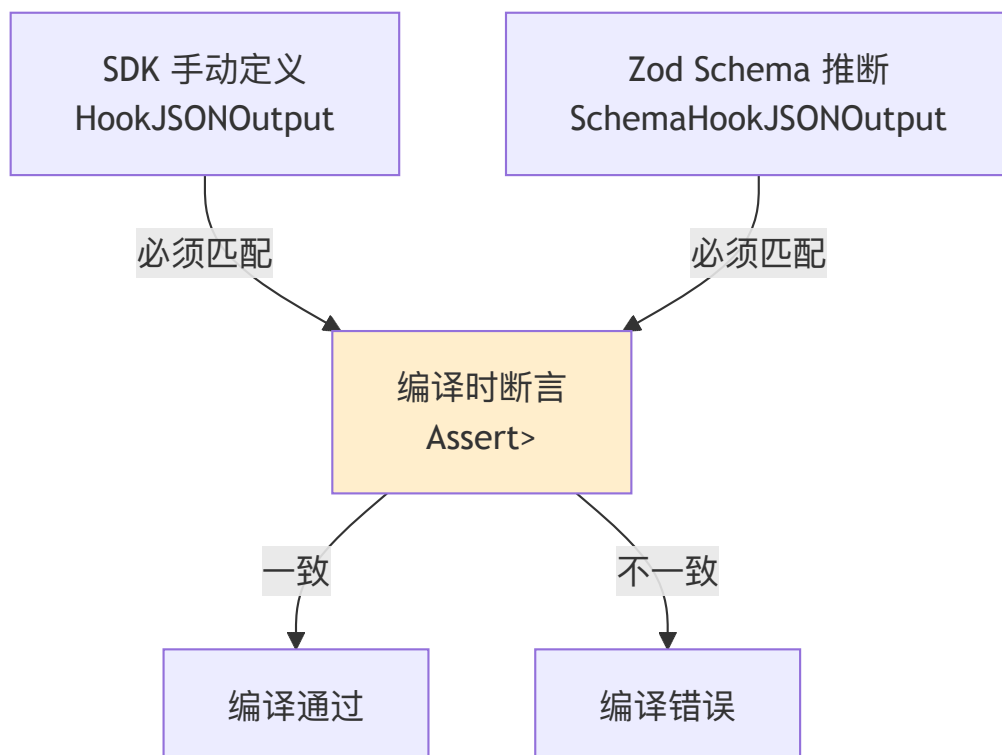 SDK 手动定义
HookJSONOutput
Zod Schema 推断
SchemaHookJSONOutput
必须匹配
必须匹配
编译时断言
Assert>
一致
不一致
编译通过
编译错误